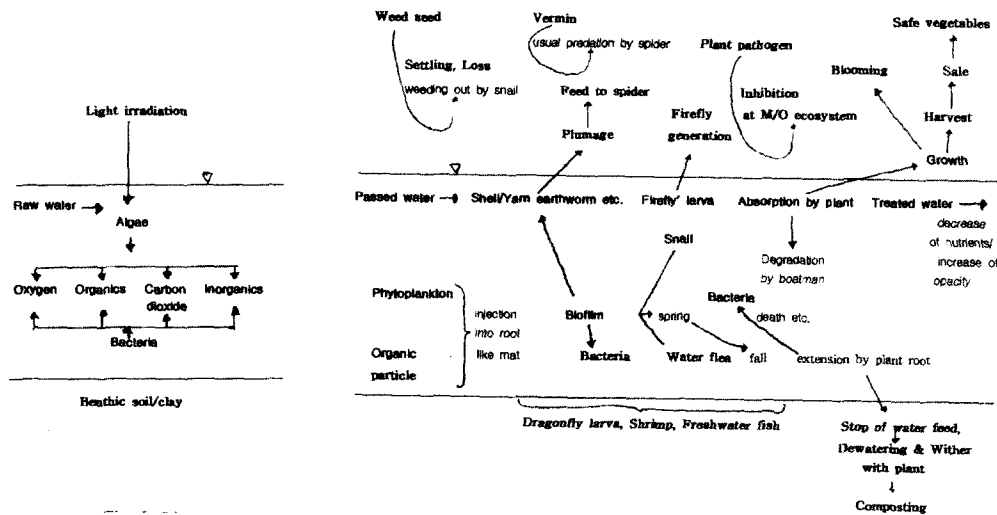 Light irradiation
Raw water
Algae
Oxygen
Organics
Carbon
dioxide
Inorganics
Bacteria
Benthic soil/clay
Weed seed
Settling, Loss
weeding out by snail
Vermin
usual predation by spider
Feed to spider
Plumage
Firefly
generation
Plant pathogen
Inhibition
at M/O ecosystem
Blooming
Safe vegetables
Sale
Harvest
Growth
Passed water
Shell/Yarn earthworm etc.
Firefly' larva
Absorption by plant
Treated water
decrease
of nutrients/
increase of
opacity
Snail
Degradation
by boatman
Phytoplankton
Organic
particle
injection
into root
like mat
Biofilm
Bacteria
spring
Water flea
fall
Bacteria
death etc.
extension by plant root
Dragonfly larva, Shrimp, Freshwater fish
Stop of water feed,
Dewatering & Wither
with plant
Composting